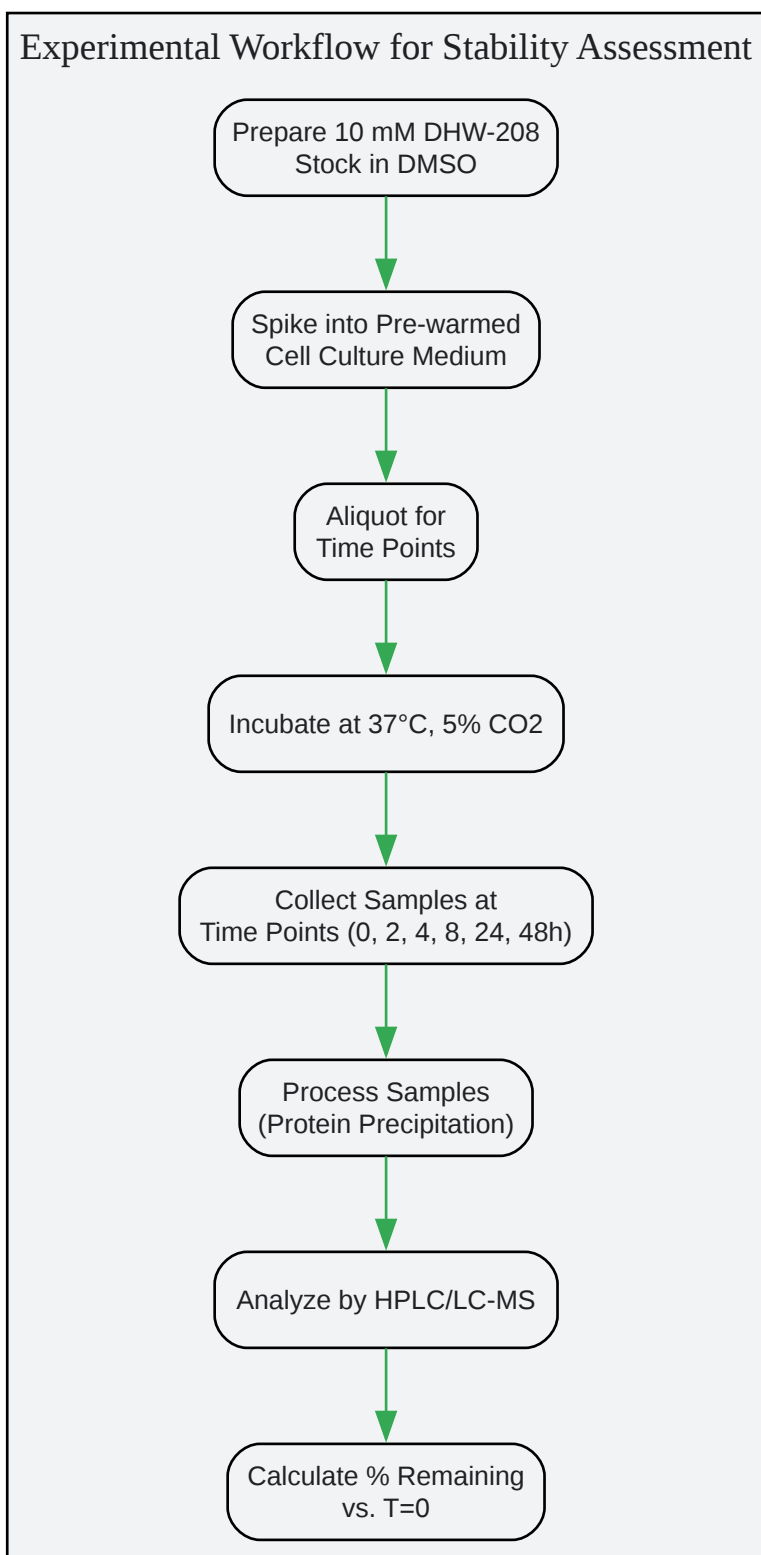 Experimental Workflow for Stability Assessment
Prepare 10 mM DHW-208
Stock in DMSO
Spike into Pre-warmed
Cell Culture Medium
Aliquot for
Time Points
Incubate at 37°C, 5% CO2
Collect Samples at
Time Points (0, 2, 4, 8, 24, 48h)
Process Samples
(Protein Precipitation)
Analyze by HPLC/LC-MS
Calculate % Remaining
vs. T=0